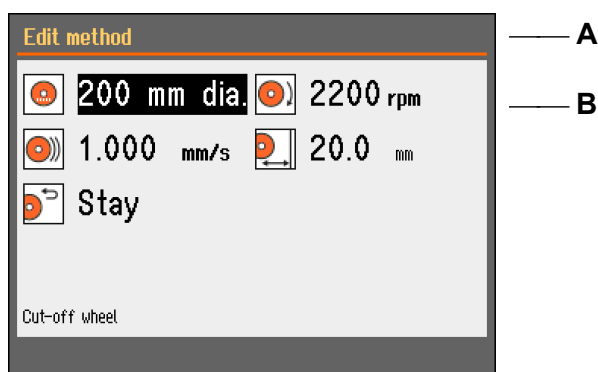 Edit method
A
200 mm dia. 2200 rpm
B
1.000 mm/s 20.0 mm
Stay
Cut-off wheel